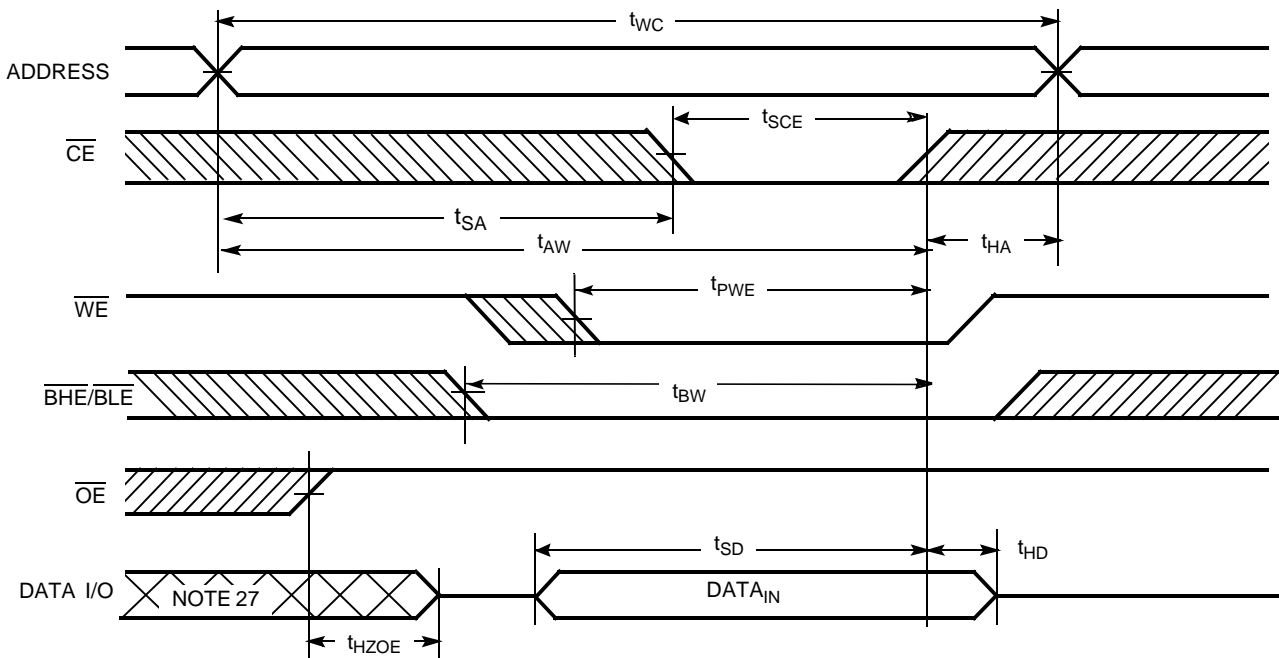 tWC
ADDRESS
tSCE
CE
tSA
tAW
tHA
tPWE
WE
tBW
BHE/BLE
OE
tSD
tHD
DATA I/O
NOTE 27
DATAIN
tHZOE